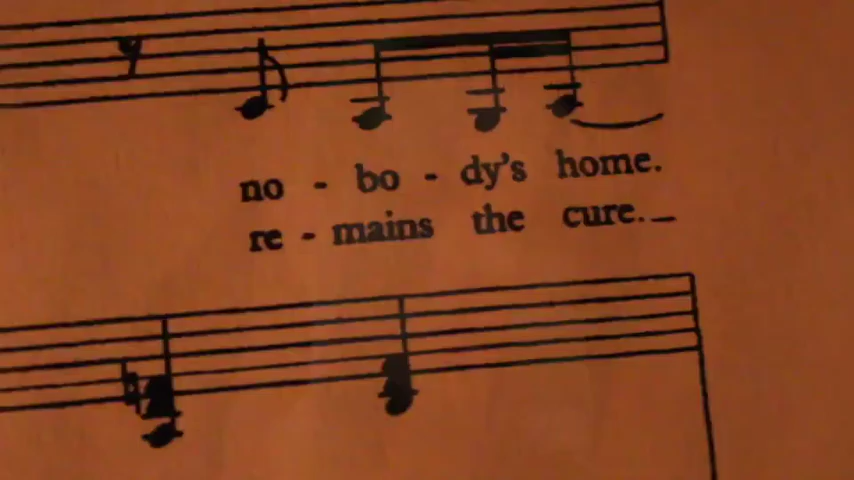 no - bo - dy's home.
re - mains the cure._